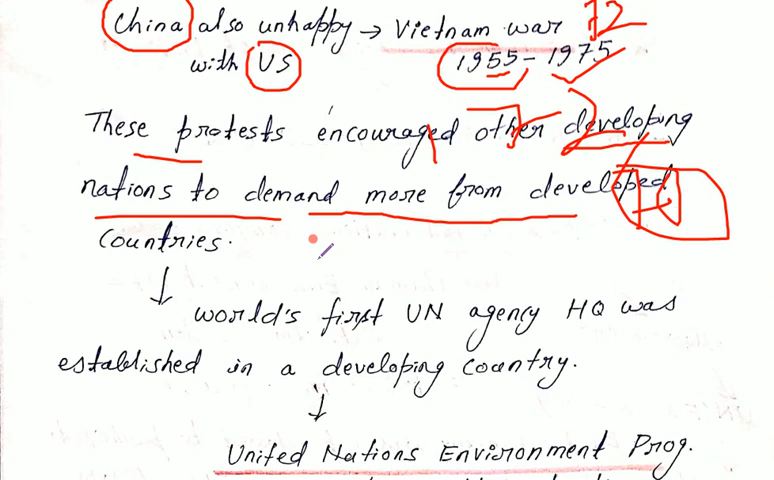 China also unhappy → Vietnam war 72
with US 1955 - 1975
These protests encouraged other developing
nations to demand more from developed
countries.
↓
world's first UN agency HQ was
established in a developing country.
↓
United Nations Environment Prog.